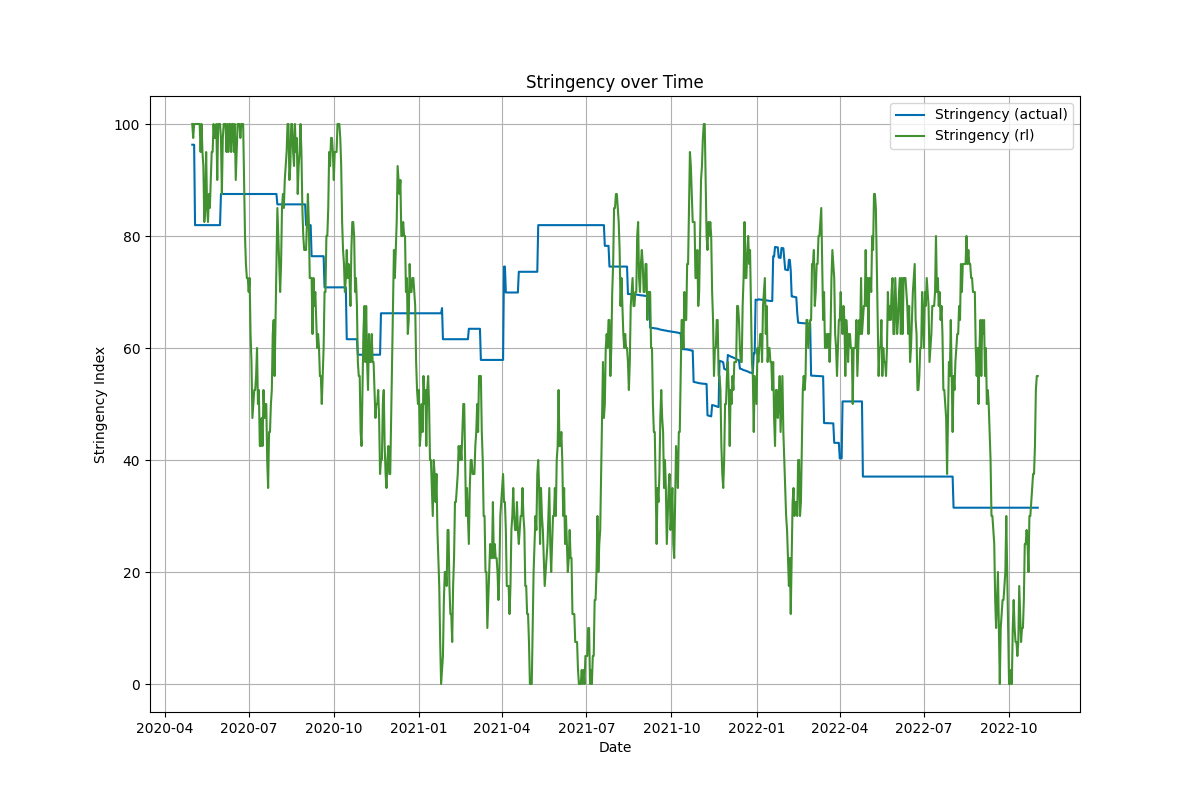 Stringency over Time
Stringency (actual)
Stringency (rl)
100
80
60
40
20
0
Stringency Index
2020-04 2020-07 2020-10 2021-01 2021-04 2021-07 2021-10 2022-01 2022-04 2022-07 2022-10
Date